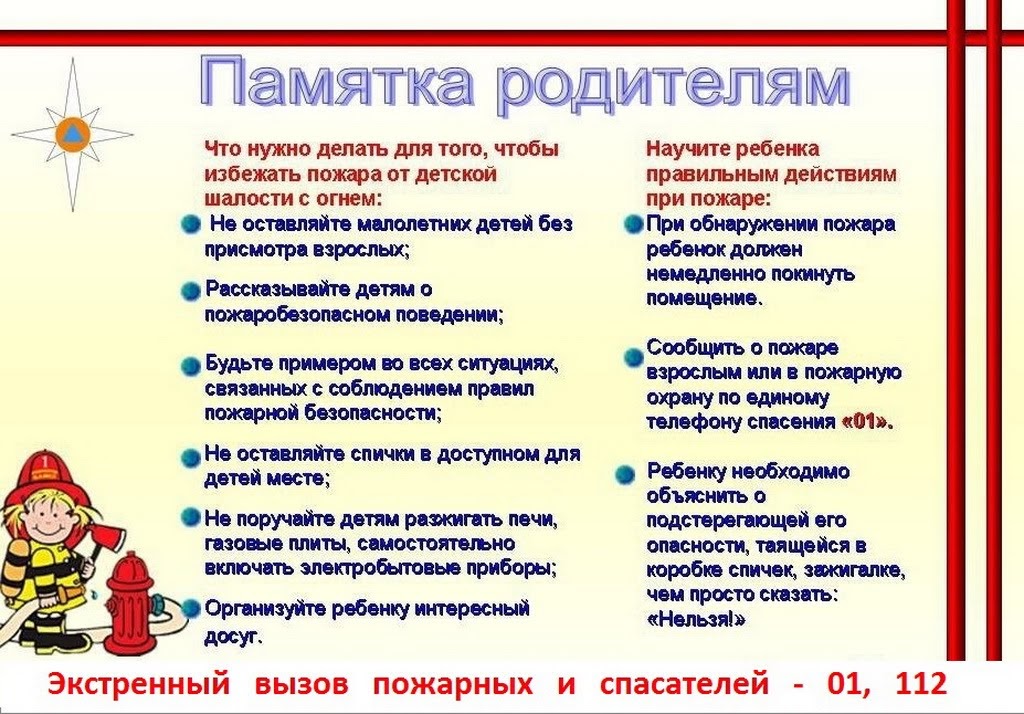 Памятка родителям
Что нужно делать для того, чтобы
избежать пожара от детской
шалости с огнем:
Не оставляйте малолетних детей без
присмотра взрослых;
Рассказывайте детям о
пожаробезопасном поведении;
Будьте примером во всех ситуациях,
связанных с соблюдением правил
пожарной безопасности;
Не оставляйте спички в доступном для
детей месте;
Не поручайте детям разжигать печи,
газовые плиты, самостоятельно
включать электробытовые приборы;
Организуйте ребенку интересный
досуг.
Научите ребенка
правильным действиям
при пожаре:
При обнаружении пожара
ребенок должен
немедленно покинуть
помещение.
Сообщить о пожаре
взрослым или в пожарную
охрану по единому
телефону спасения «01».
Ребенку необходимо
объяснить о
подстерегающей его
опасности, таящейся в
коробке спичек, зажигалке,
чем просто сказать:
«Нельзя!»
1
Экстренный вызов пожарных и спасателей - 01, 112